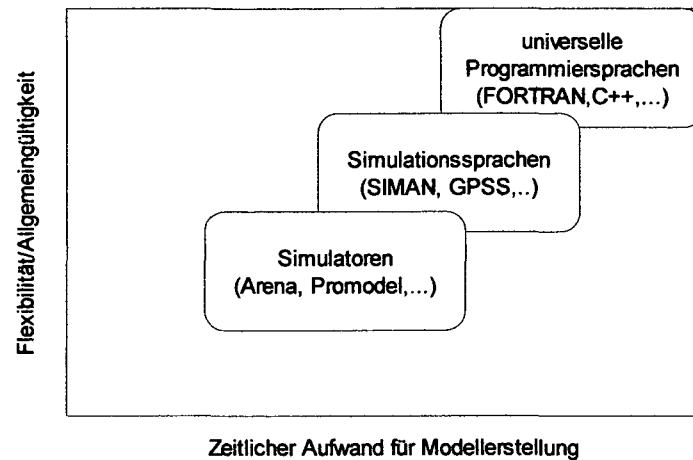 Flexibilität/Allgemeingültigkeit
universelle
Programmiersprachen
(FORTRAN,C++,...)
Simulationssprachen
(SIMAN, GPSS,..)
Simulatoren
(Arena, Promodel,...)
Zeitlicher Aufwand für Modellerstellung